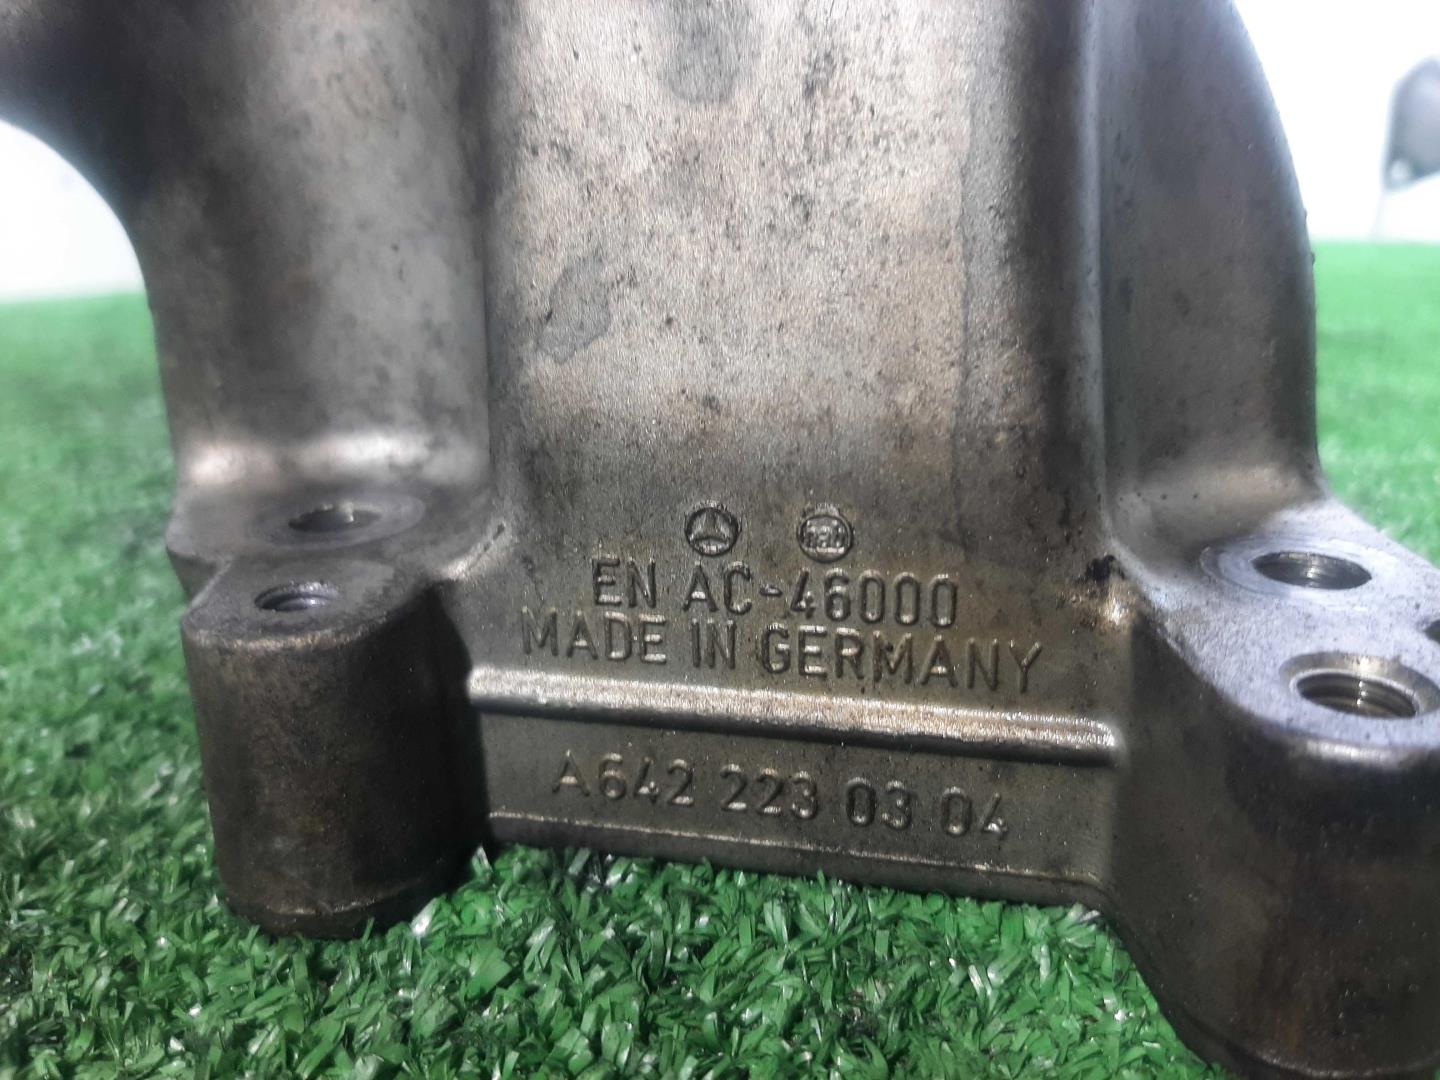 EN AC-46000
MADE IN GERMANY
A642 223 03 04